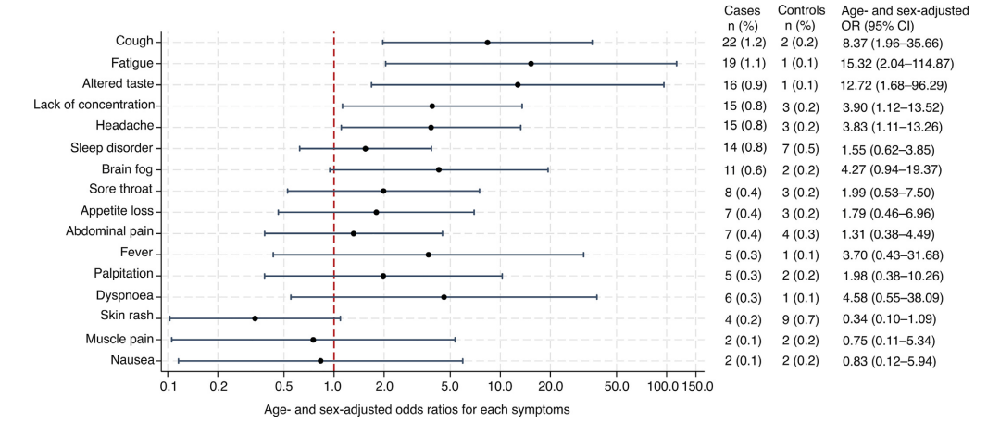 Cases Controls Age- and sex-adjusted
n (%) n (%) OR (95% CI)
Cough 22 (1.2) 2 (0.2) 8.37 (1.96–35.66)
Fatigue 19 (1.1) 1 (0.1) 15.32 (2.04–114.87)
Altered taste 16 (0.9) 1 (0.1) 12.72 (1.68–96.29)
Lack of concentration 15 (0.8) 3 (0.2) 3.90 (1.12–13.52)
Headache 15 (0.8) 3 (0.2) 3.83 (1.11–13.26)
Sleep disorder 14 (0.8) 7 (0.5) 1.55 (0.62–3.85)
Brain fog 11 (0.6) 2 (0.2) 4.27 (0.94–19.37)
Sore throat 8 (0.4) 3 (0.2) 1.99 (0.53–7.50)
Appetite loss 7 (0.4) 3 (0.2) 1.79 (0.46–6.96)
Abdominal pain 7 (0.4) 4 (0.3) 1.31 (0.38–4.49)
Fever 5 (0.3) 1 (0.1) 3.70 (0.43–31.68)
Palpitation 5 (0.3) 2 (0.2) 1.98 (0.38–10.26)
Dyspnoea 6 (0.3) 1 (0.1) 4.58 (0.55–38.09)
Skin rash 4 (0.2) 9 (0.7) 0.34 (0.10–1.09)
Muscle pain 2 (0.1) 2 (0.2) 0.75 (0.11–5.34)
Nausea 2 (0.1) 2 (0.2) 0.83 (0.12–5.94)
0.1 0.2 0.5 1.0 2.0 5.0 10.0 20.0 50.0 100.0 150.0
Age- and sex-adjusted odds ratios for each symptoms